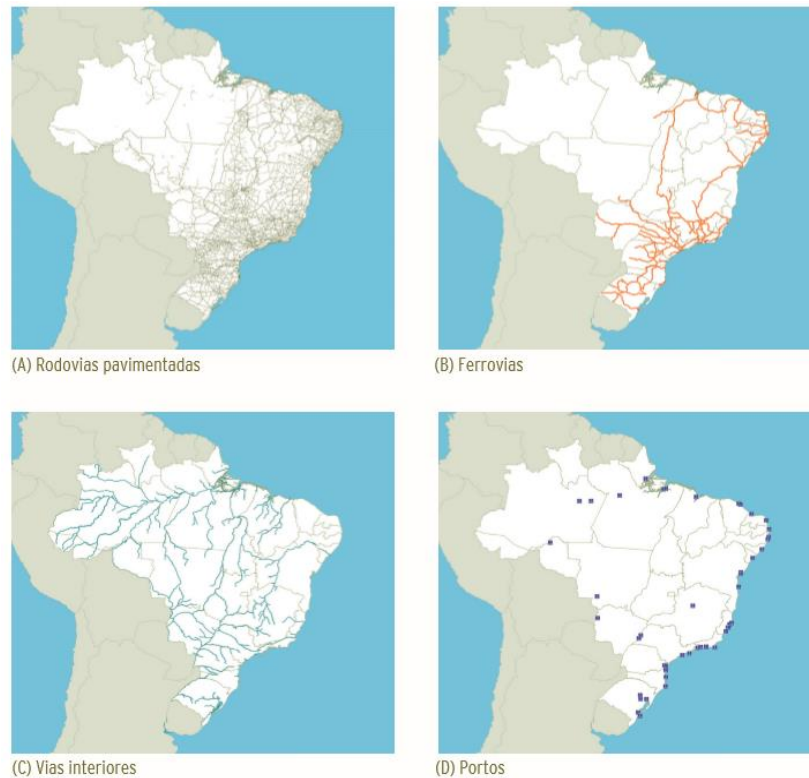 (A) Rodovias pavimentadas
(B) Ferrovias
(C) Vias interiores
(D) Portos